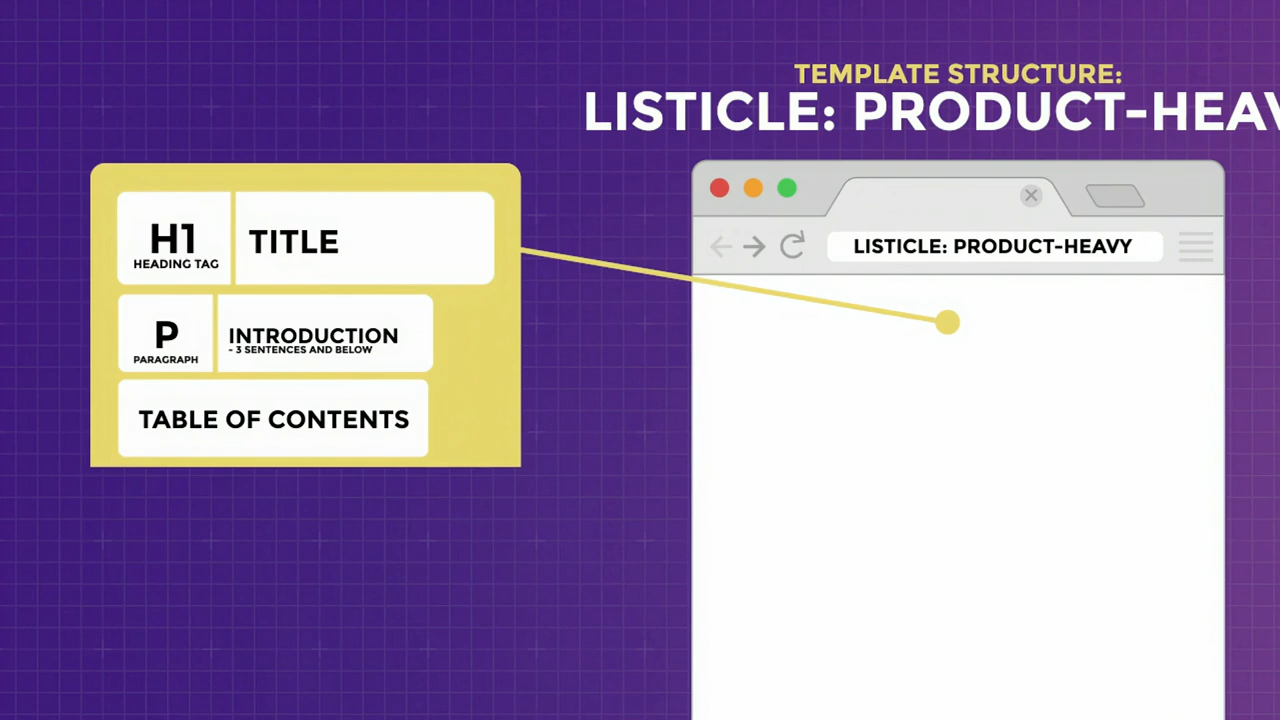 TEMPLATE STRUCTURE:
LISTICLE: PRODUCT-HEAV
H1
HEADING TAG
TITLE
P
PARAGRAPH
INTRODUCTION
- 3 SENTENCES AND BELOW
TABLE OF CONTENTS
LISTICLE: PRODUCT-HEAVY